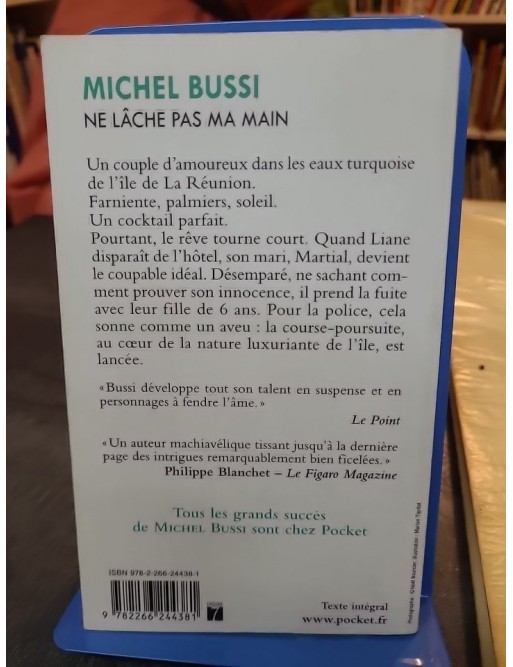 MICHEL BUSSI
NE LÂCHE PAS MA MAIN
Un couple d'amoureux dans les eaux turquoise
de l'île de La Réunion.
Farniente, palmiers, soleil.
Un cocktail parfait.
Pourtant, le rêve tourne court. Quand Liane
disparaît de l'hôtel, son mari, Martial, devient
le coupable idéal. Désemparé, ne sachant com-
ment prouver son innocence, il prend la fuite
avec leur fille de 6 ans. Pour la police, cela
sonne comme un aveu : la course-poursuite,
au cœur de la nature luxuriante de l'île, est
lancée.
«Bussi développe tout son talent en suspense et en
personnages à fendre l'âme.»
Le Point
«Un auteur machiavélique tissant jusqu'à la dernière
page des intrigues remarquablement bien ficelées.»
Philippe Blanchet – Le Figaro Magazine
Tous les grands succès
de MICHEL BUSSI sont chez Pocket
ISBN 978-2-266-24438-1
9 782266 244381
Texte intégral
www.pocket.fr